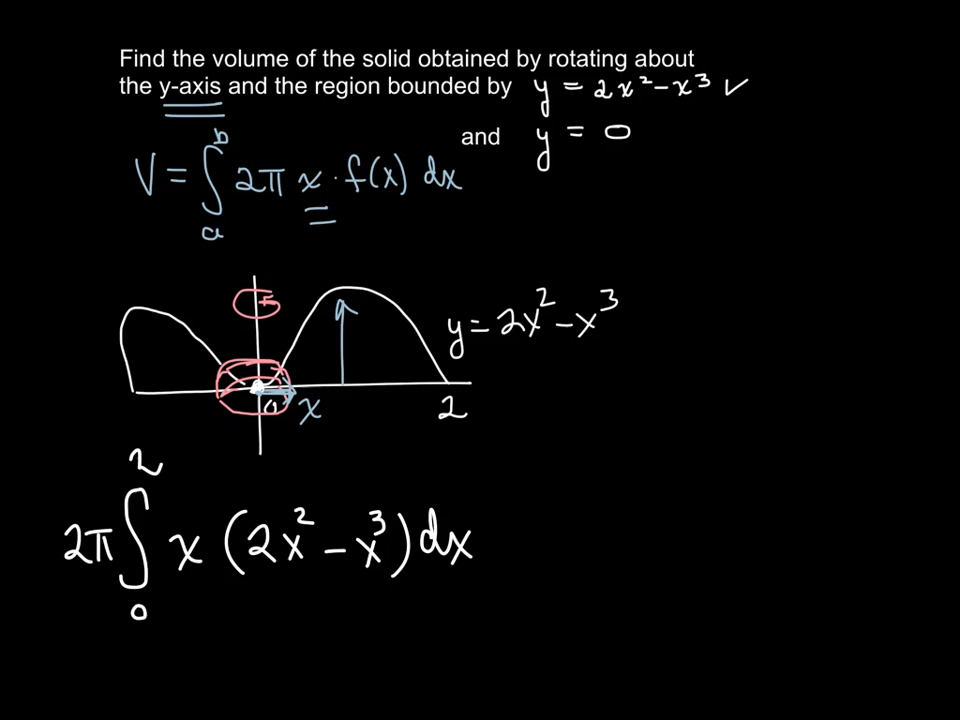 Find the volume of the solid obtained by rotating about
the y-axis and the region bounded by y = 2x² - x³ ✓
and y = 0
V = ∫ₐᵇ 2π x · f(x) dx
y = 2x² - x³
0 x 2
2π ∫₀² x (2x² - x³) dx